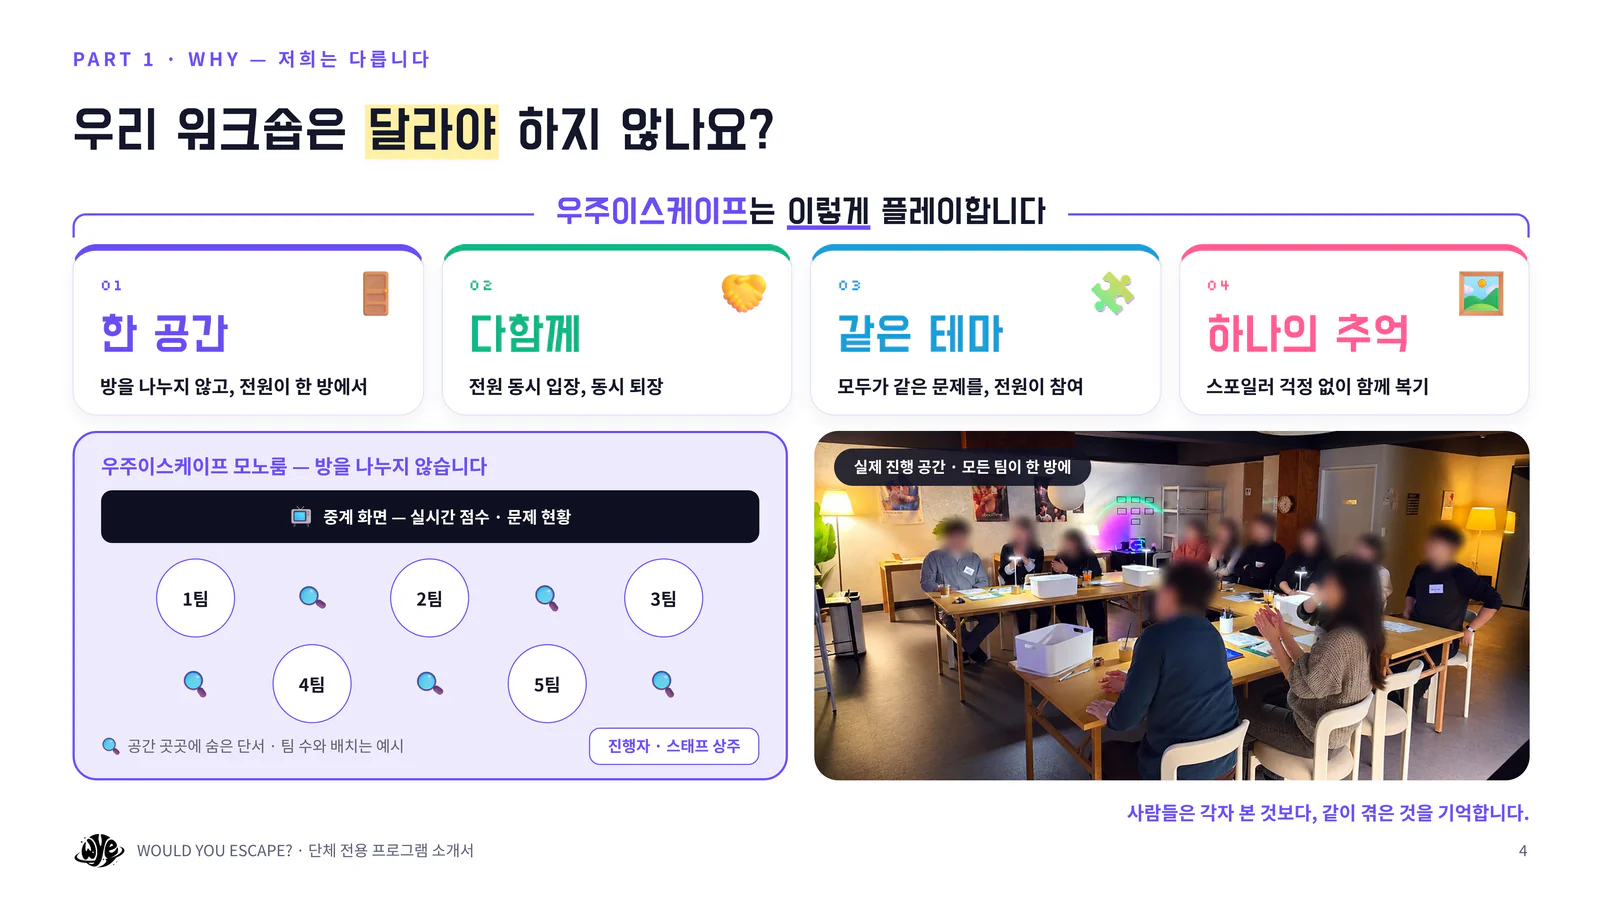 PART 1 · WHY — 저희는 다릅니다
우리 워크숍은 달라야 하지 않나요?
우주이스케이프는 이렇게 플레이합니다
01
한 공간
방을 나누지 않고, 전원이 한 방에서
02
다함께
전원 동시 입장, 동시 퇴장
03
같은 테마
모두가 같은 문제를, 전원이 참여
04
하나의 추억
스포일러 걱정 없이 함께 복기
우주이스케이프 모노룸 — 방을 나누지 않습니다
중계 화면 — 실시간 점수 · 문제 현황
1팀
2팀
3팀
4팀
5팀
공간 곳곳에 숨은 단서 · 팀 수와 배치는 예시
진행자 · 스태프 상주
실제 진행 공간 · 모든 팀이 한 방에
사람들은 각자 본 것보다, 같이 겪은 것을 기억합니다.
wye
WOULD YOU ESCAPE? · 단체 전용 프로그램 소개서
4